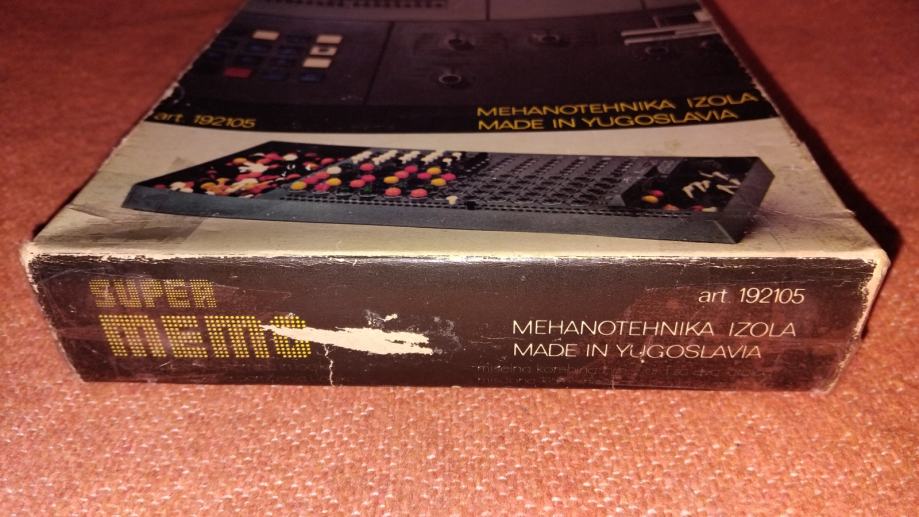 art. 192105
MEHANOTEHNIKA IZOLA
MADE IN YUGOSLAVIA
SUPER
MEMO
art 192105
MEHANOTEHNIKA IZOLA
MADE IN YUGOSLAVIA